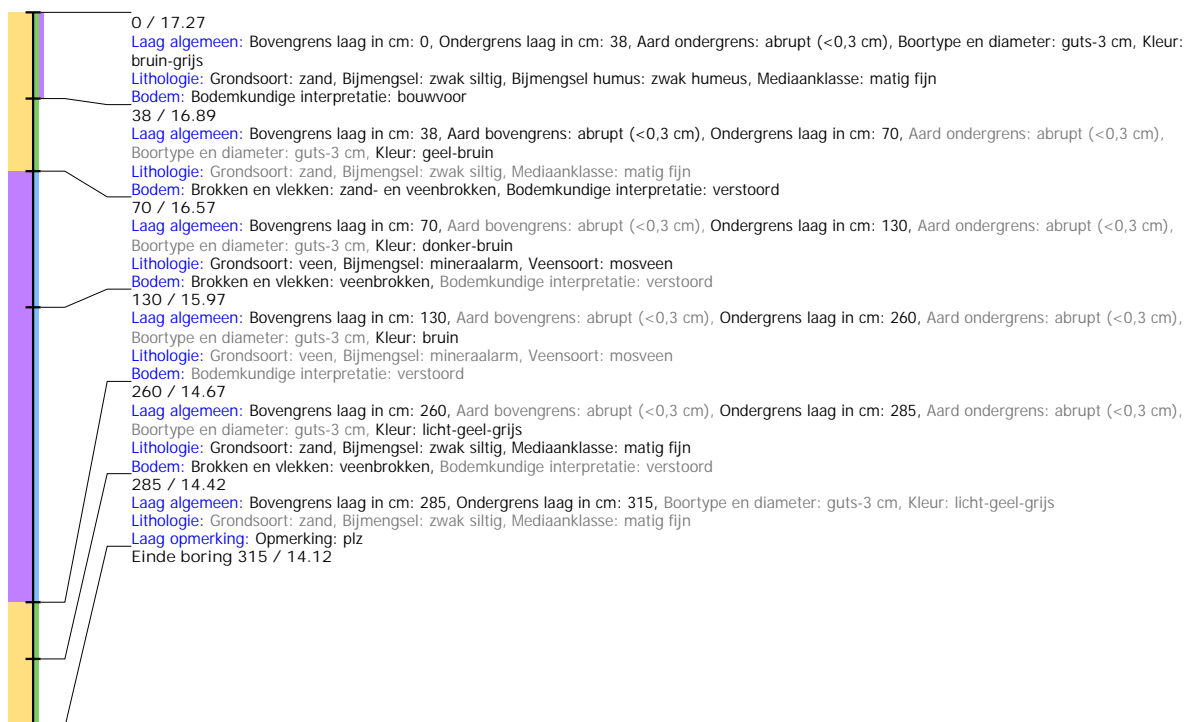 0 / 17.27
Laag algemeen: Bovengrens laag in cm: 0, Ondergrens laag in cm: 38, Aard ondergrens: abrupt (<0,3 cm), Boortype en diameter: guts-3 cm, Kleur:
bruin-grijs
Lithologie: Grondsoort: zand, Bijmengsel: zwak siltig, Bijmengsel humus: zwak humeus, Mediaanklasse: matig fijn
Bodem: Bodemkundige interpretatie: bouwvoor
38 / 16.89
Laag algemeen: Bovengrens laag in cm: 38, Aard bovengrens: abrupt (<0,3 cm), Ondergrens laag in cm: 70, Aard ondergrens: abrupt (<0,3 cm),
Boortype en diameter: guts-3 cm, Kleur: geel-bruin
Lithologie: Grondsoort: zand, Bijmengsel: zwak siltig, Mediaanklasse: matig fijn
Bodem: Brokken en vlekken: zand- en veenbrokken, Bodemkundige interpretatie: verstoord
70 / 16.57
Laag algemeen: Bovengrens laag in cm: 70, Aard bovengrens: abrupt (<0,3 cm), Ondergrens laag in cm: 130, Aard ondergrens: abrupt (<0,3 cm),
Boortype en diameter: guts-3 cm, Kleur: donker-bruin
Lithologie: Grondsoort: veen, Bijmengsel: mineraalarm, Veensoort: mosveen
Bodem: Brokken en vlekken: veenbrokken, Bodemkundige interpretatie: verstoord
130 / 15.97
Laag algemeen: Bovengrens laag in cm: 130, Aard bovengrens: abrupt (<0,3 cm), Ondergrens laag in cm: 260, Aard ondergrens: abrupt (<0,3 cm),
Boortype en diameter: guts-3 cm, Kleur: bruin
Lithologie: Grondsoort: veen, Bijmengsel: mineraalarm, Veensoort: mosveen
Bodem: Bodemkundige interpretatie: verstoord
260 / 14.67
Laag algemeen: Bovengrens laag in cm: 260, Aard bovengrens: abrupt (<0,3 cm), Ondergrens laag in cm: 285, Aard ondergrens: abrupt (<0,3 cm),
Boortype en diameter: guts-3 cm, Kleur: licht-geel-grijs
Lithologie: Grondsoort: zand, Bijmengsel: zwak siltig, Mediaanklasse: matig fijn
Bodem: Brokken en vlekken: veenbrokken, Bodemkundige interpretatie: verstoord
285 / 14.42
Laag algemeen: Bovengrens laag in cm: 285, Ondergrens laag in cm: 315, Boortype en diameter: guts-3 cm, Kleur: licht-geel-grijs
Lithologie: Grondsoort: zand, Bijmengsel: zwak siltig, Mediaanklasse: matig fijn
Laag opmerking: Opmerking: plz
Einde boring 315 / 14.12